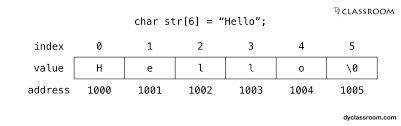 CLASSROOM
char str[6] = “Hello”;
index 0 1 2 3 4 5
value H e l l o \0
address 1000 1001 1002 1003 1004 1005
dyclassroom.com